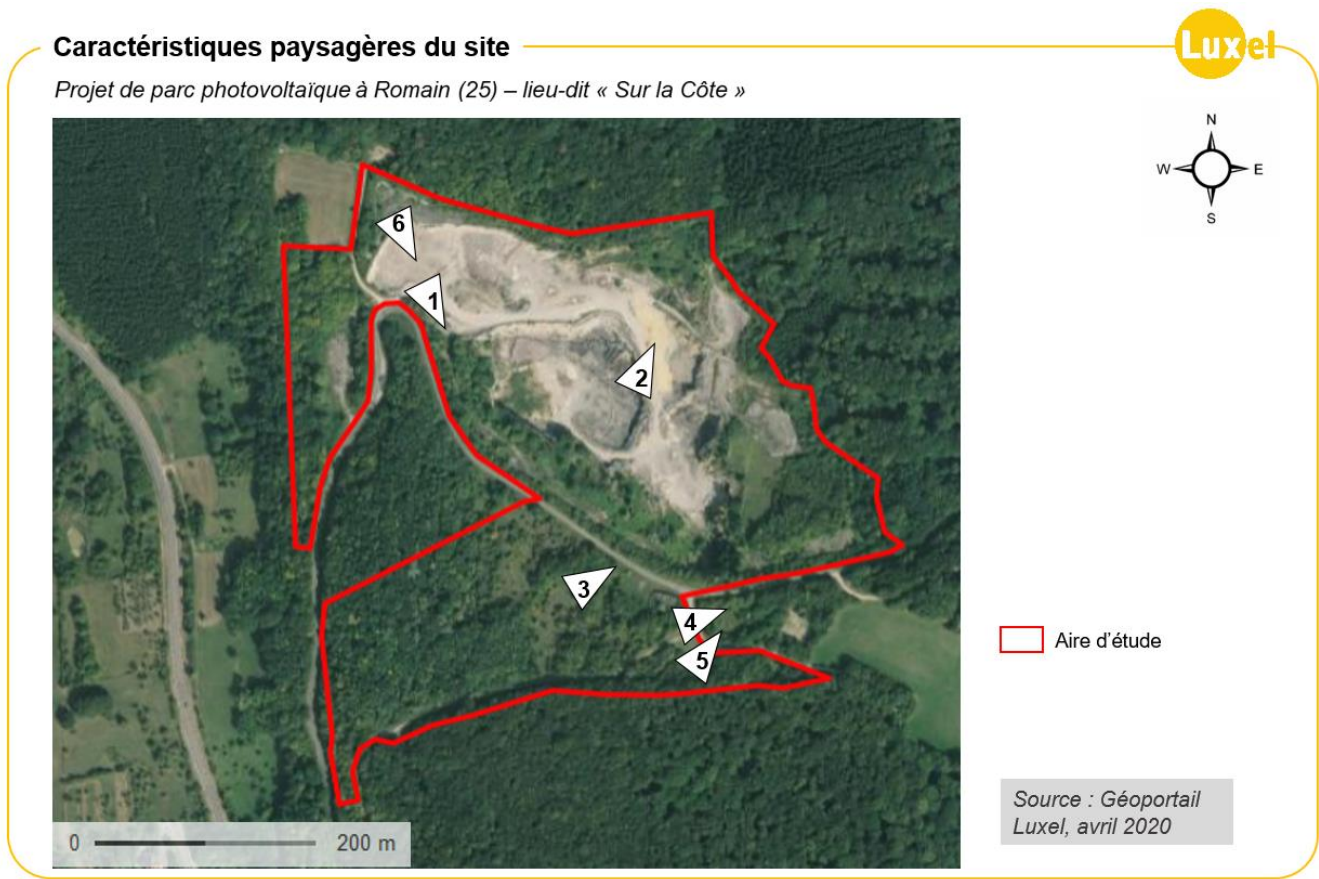 Caractéristiques paysagères du site
Luxel
Projet de parc photovoltaïque à Romain (25) – lieu-dit « Sur la Côte »
N
W E
S
6
1
2
3
4
5
Aire d'étude
Source : Géoportail
Luxel, avril 2020
0 200 m